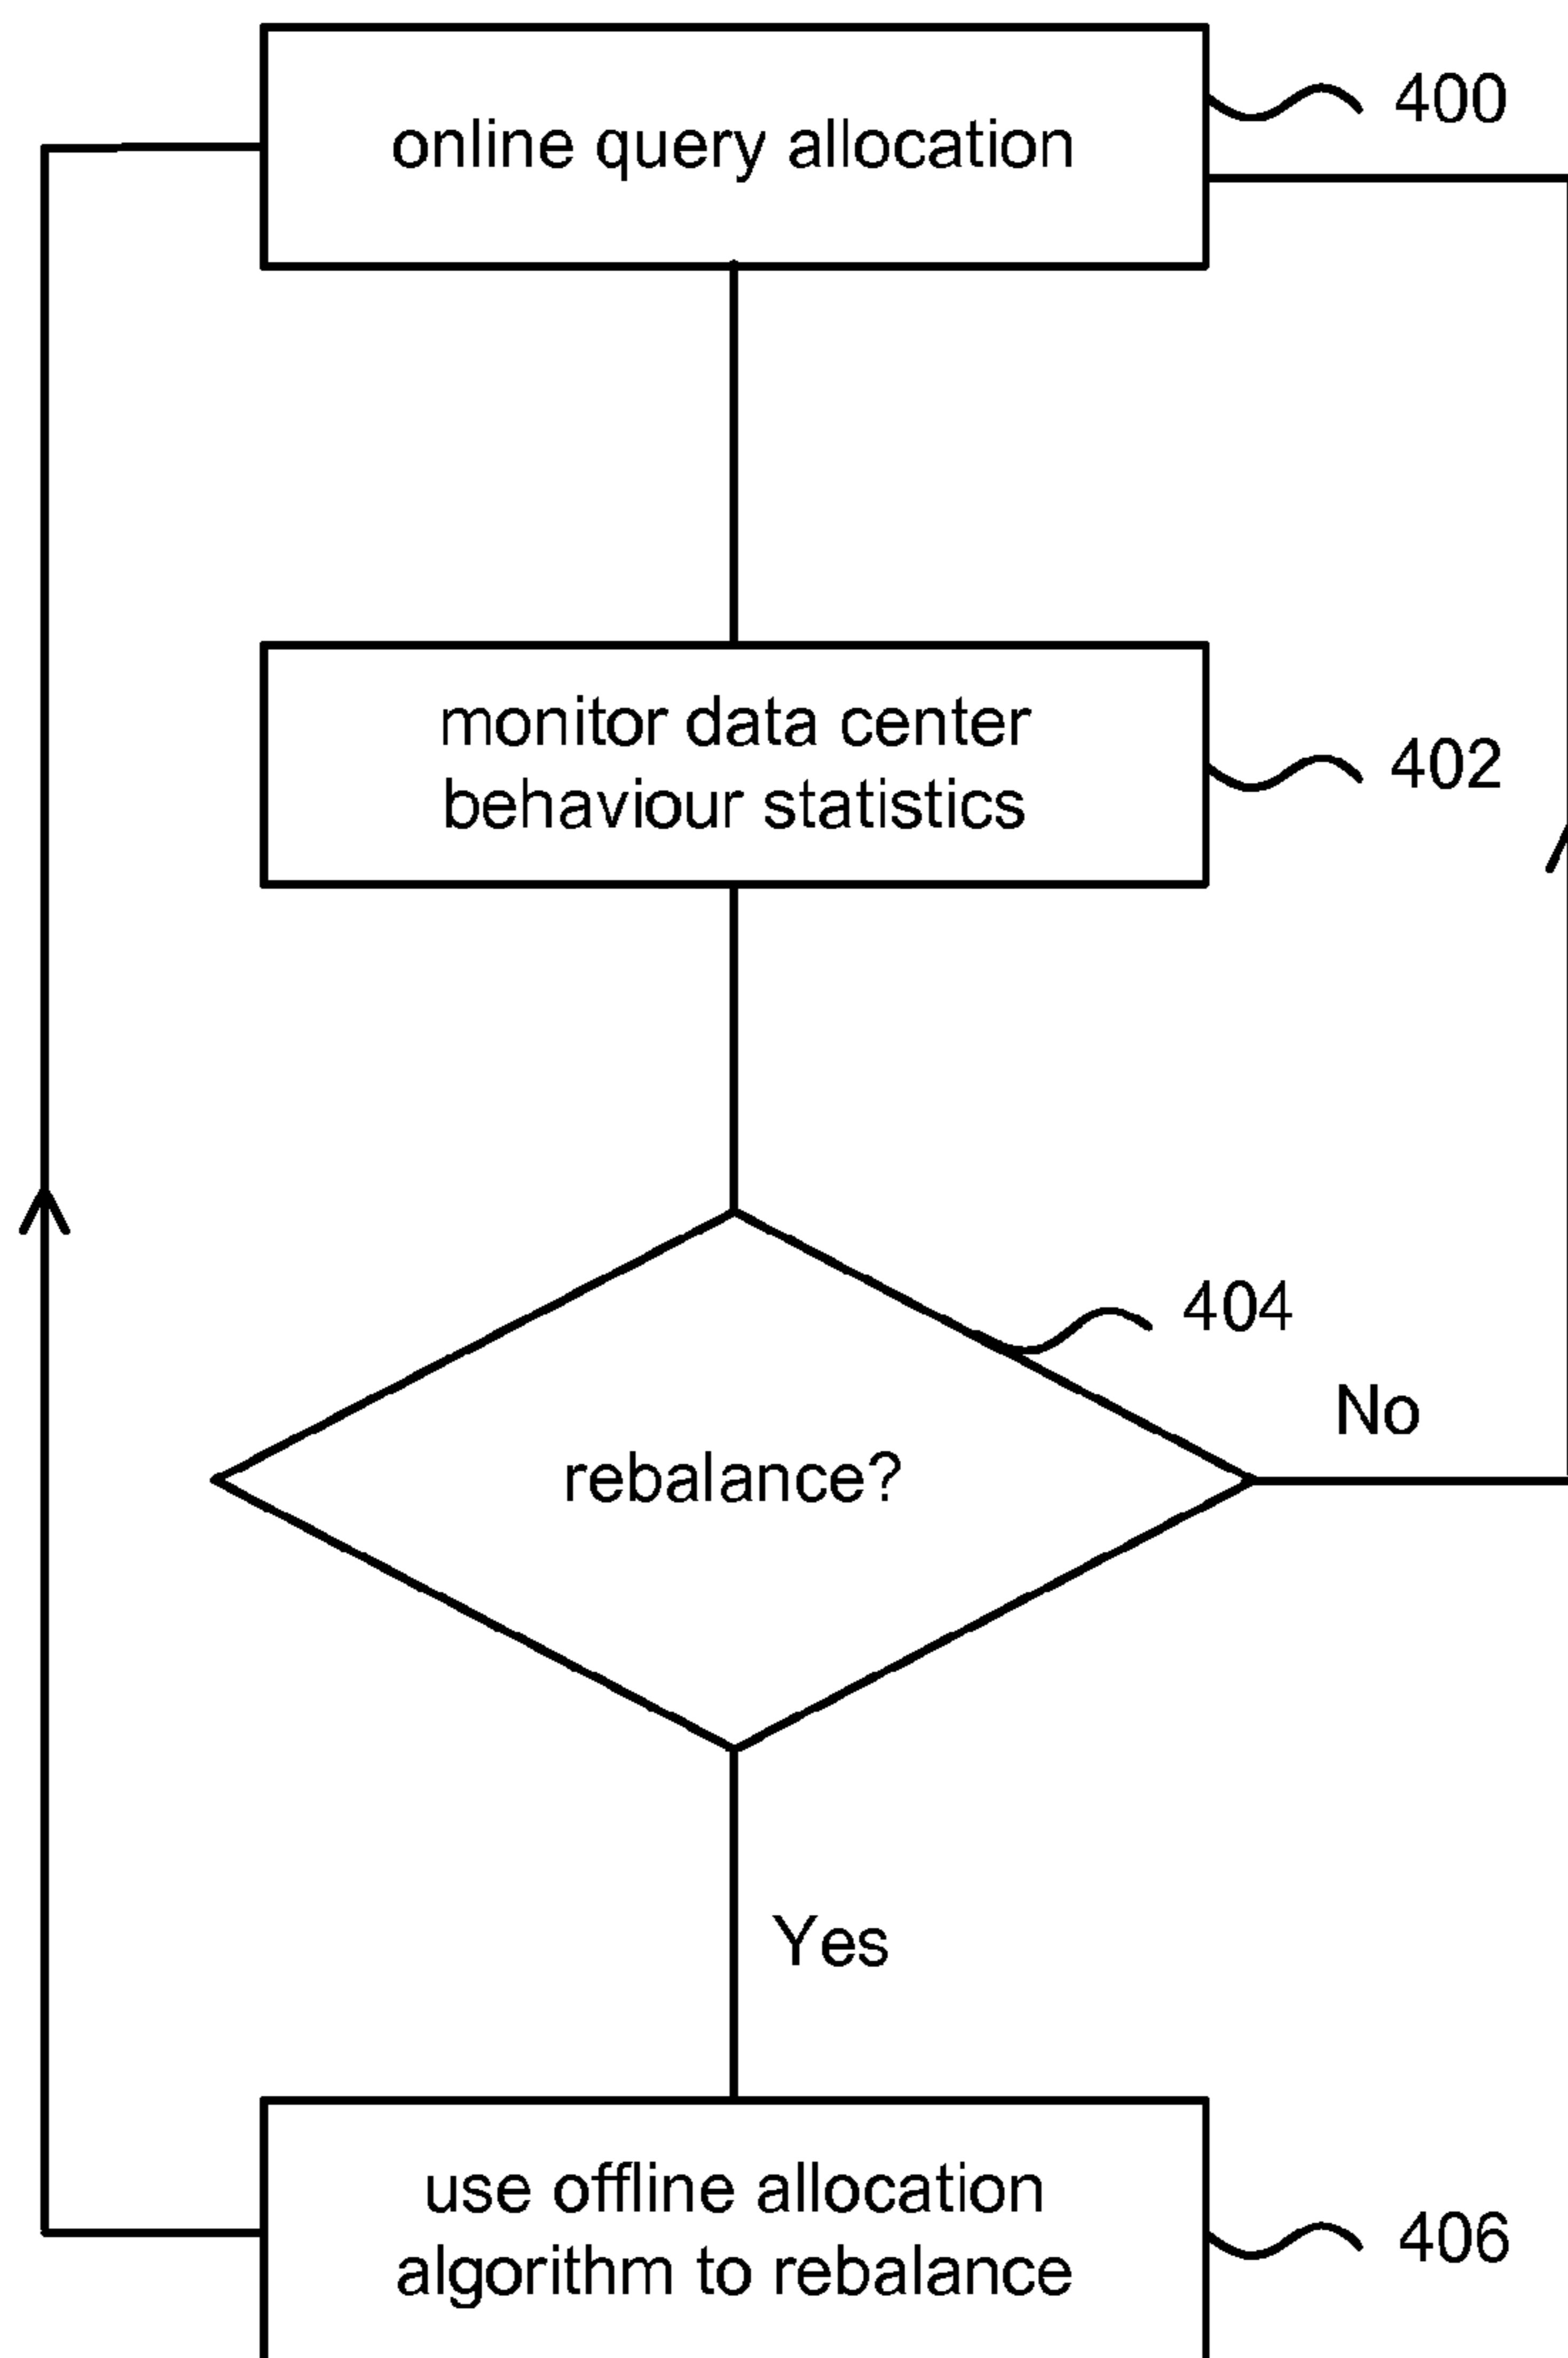 online query allocation
400
monitor data center
behaviour statistics
402
404
No
rebalance?
Yes
use offline allocation
algorithm to rebalance
406